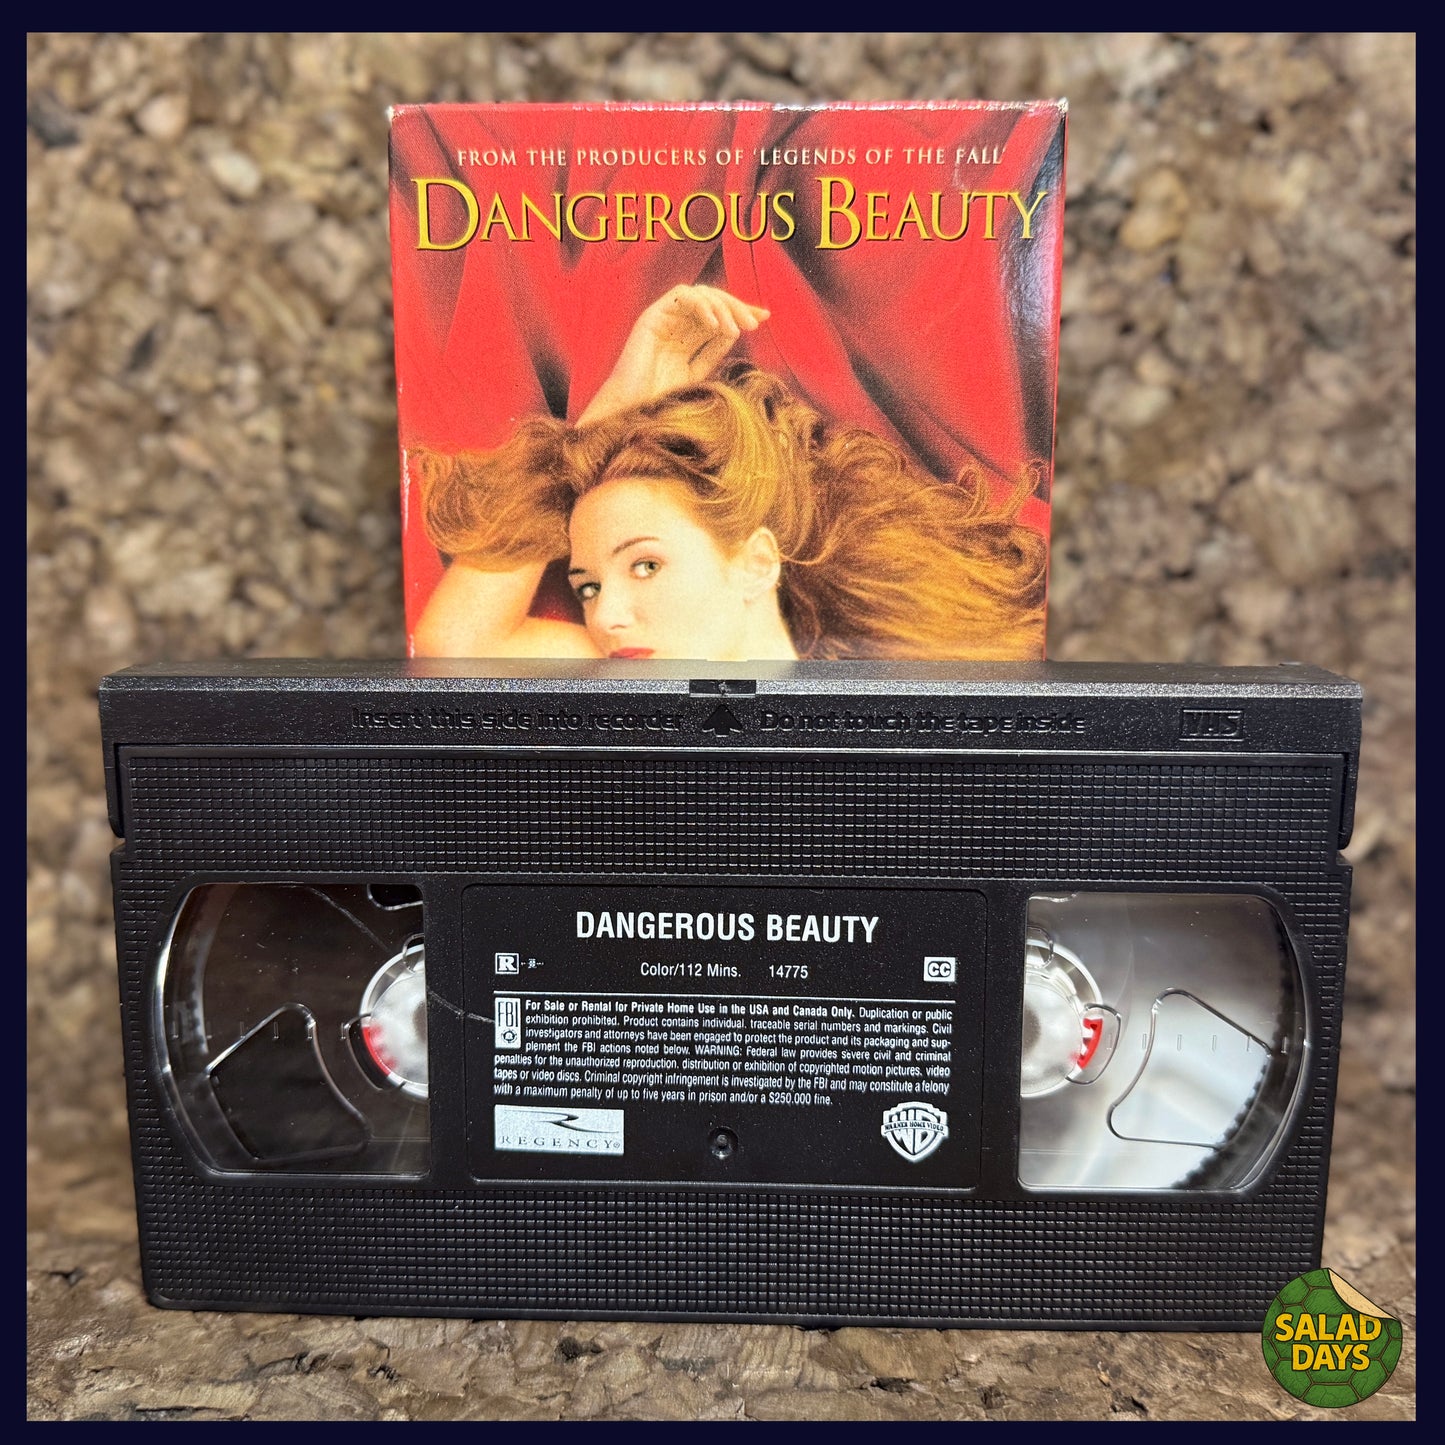 FROM THE PRODUCERS OF 'LEGENDS OF THE FALL'
DANGEROUS BEAUTY
Insert this side into recorder Do not touch the tape inside VHS
DANGEROUS BEAUTY
R Color/112 Mins. 14775 CC
FBI For Sale or Rental for Private Home Use in the USA and Canada Only. Duplication or public
exhibition prohibited. Product contains individual, traceable serial numbers and markings. Civil
investigators and attorneys have been engaged to protect the product and its packaging and sup-
plement the FBI actions noted below. WARNING: Federal law provides severe civil and criminal
penalties for the unauthorized reproduction, distribution or exhibition of copyrighted motion pictures, video
tapes or video discs. Criminal copyright infringement is investigated by the FBI and may constitute a felony
with a maximum penalty of up to five years in prison and/or a $250.000 fine.
R
REGENCY
WB
WARNER HOME VIDEO
SALAD
DAYS